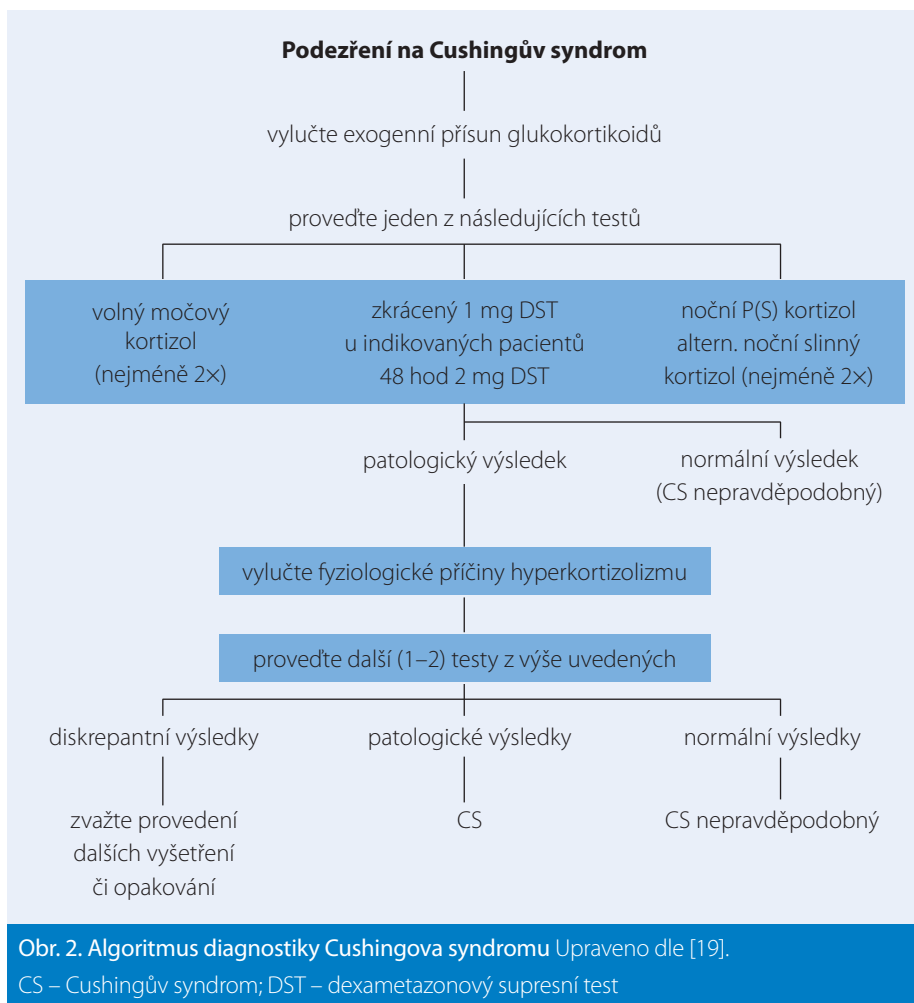 Podezření na Cushingův syndrom
vylučte exogenní přísun glukokortikoidů
proveďte jeden z následujících testů
volný močový
kortizol
(nejméně 2×)
zkrácený 1 mg DST
u indikovaných pacientů
48 hod 2 mg DST
noční P(S) kortizol
altern. noční slinný
kortizol (nejméně 2×)
patologický výsledek
normální výsledek
(CS nepravděpodobný)
vylučte fyziologické příčiny hyperkortizolizmu
proveďte další (1–2) testy z výše uvedených
diskrepantní výsledky
patologické výsledky
normální výsledky
zvažte provedení
dalších vyšetření
či opakování
CS
CS nepravděpodobný
Obr. 2. Algoritmus diagnostiky Cushingova syndromu Upraveno dle [19].
CS – Cushingův syndrom; DST – dexametazonový supresní test